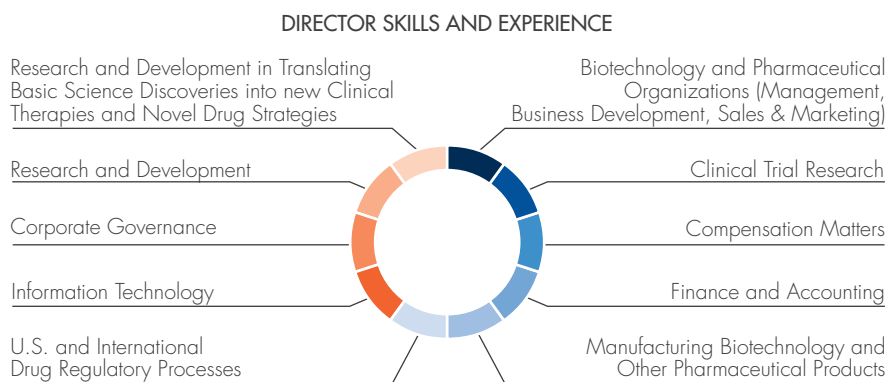 DIRECTOR SKILLS AND EXPERIENCE
Research and Development in Translating
Basic Science Discoveries into new Clinical
Therapies and Novel Drug Strategies
Biotechnology and Pharmaceutical
Organizations (Management,
Business Development, Sales & Marketing)
Research and Development
Clinical Trial Research
Corporate Governance
Compensation Matters
Information Technology
Finance and Accounting
U.S. and International
Drug Regulatory Processes
Manufacturing Biotechnology and
Other Pharmaceutical Products